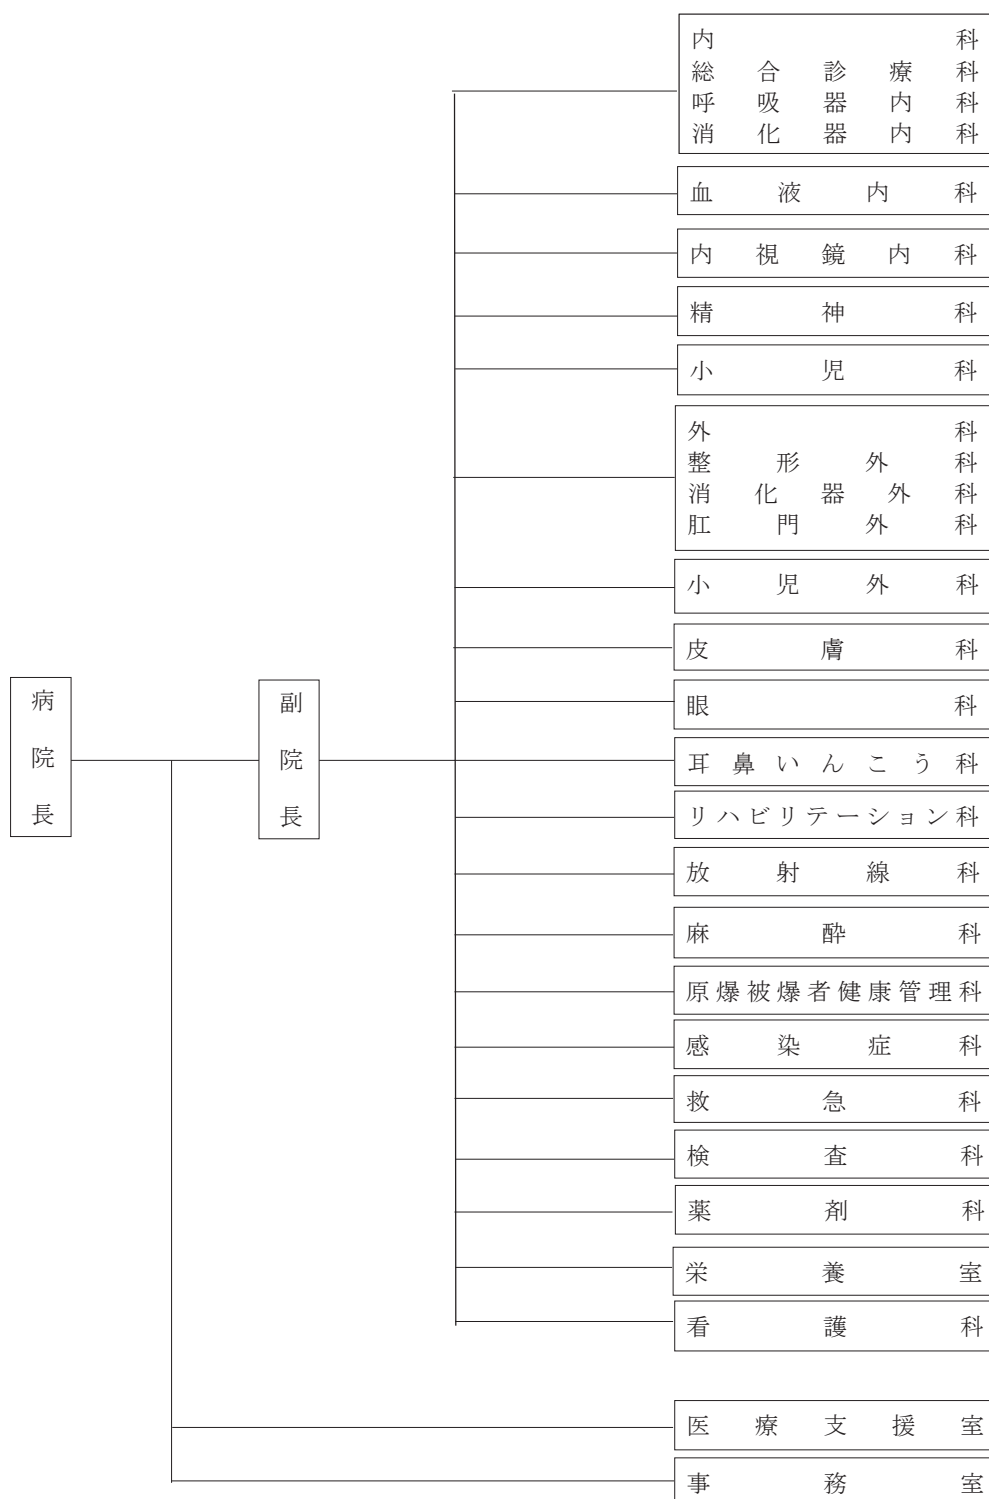 内科
総合診療科
呼吸器内科
消化器内科
血液内科
内視鏡内科
精神科
小児科
外科
整形外科
消化器外科
肛門外科
小児外科
皮膚科
病院長
副院長
眼科
耳鼻いんこう科
リハビリテーション科
放射線科
麻酔科
原爆被爆者健康管理科
感染症科
救急科
検査科
薬剤科
栄養室
看護科
医療支援室
事務室